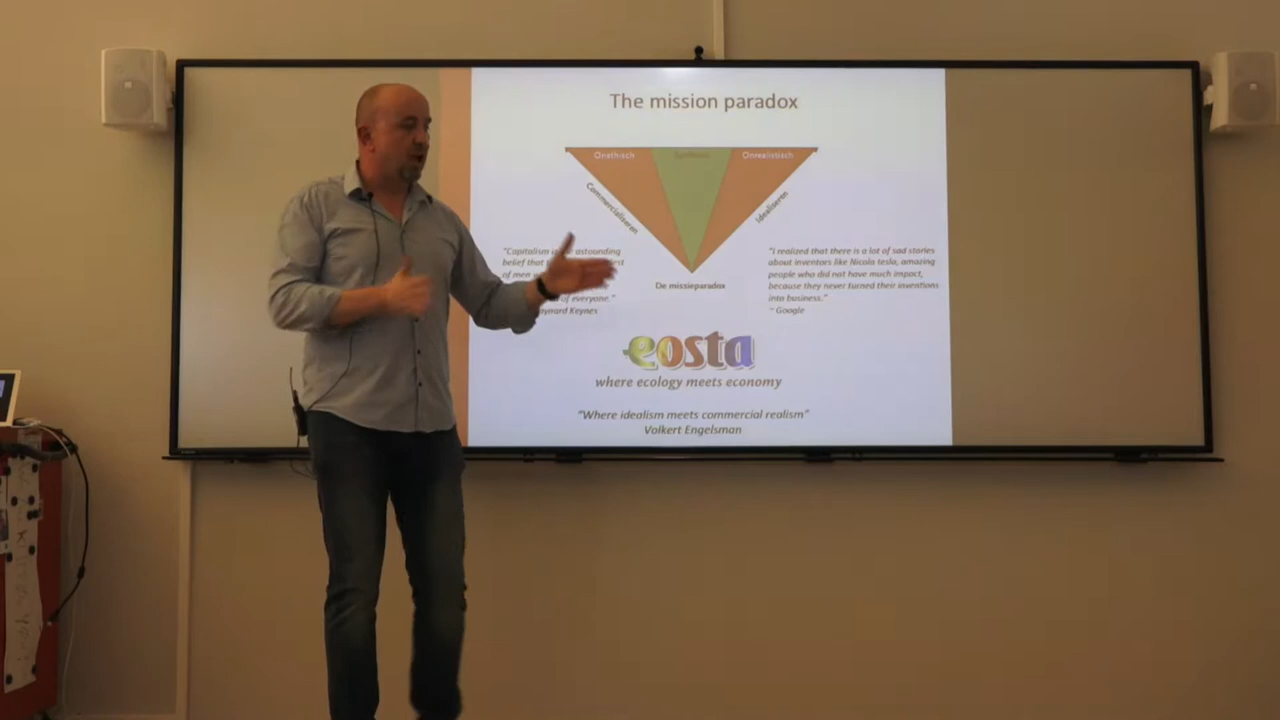 The mission paradox
Onethisch
Synthese
Onrealistisch
Commercialiseren
Idealiseren
"Capitalism is astounding
belief that
of men
of everyone."
aynard Keynes
De missieparadox
"I realized that there is a lot of sad stories
about inventors like Nicola tesla, amazing
people who did not have much impact,
because they never turned their inventions
into business."
~ Google
eosta
where ecology meets economy
"Where idealism meets commercial realism"
Volkert Engelsman